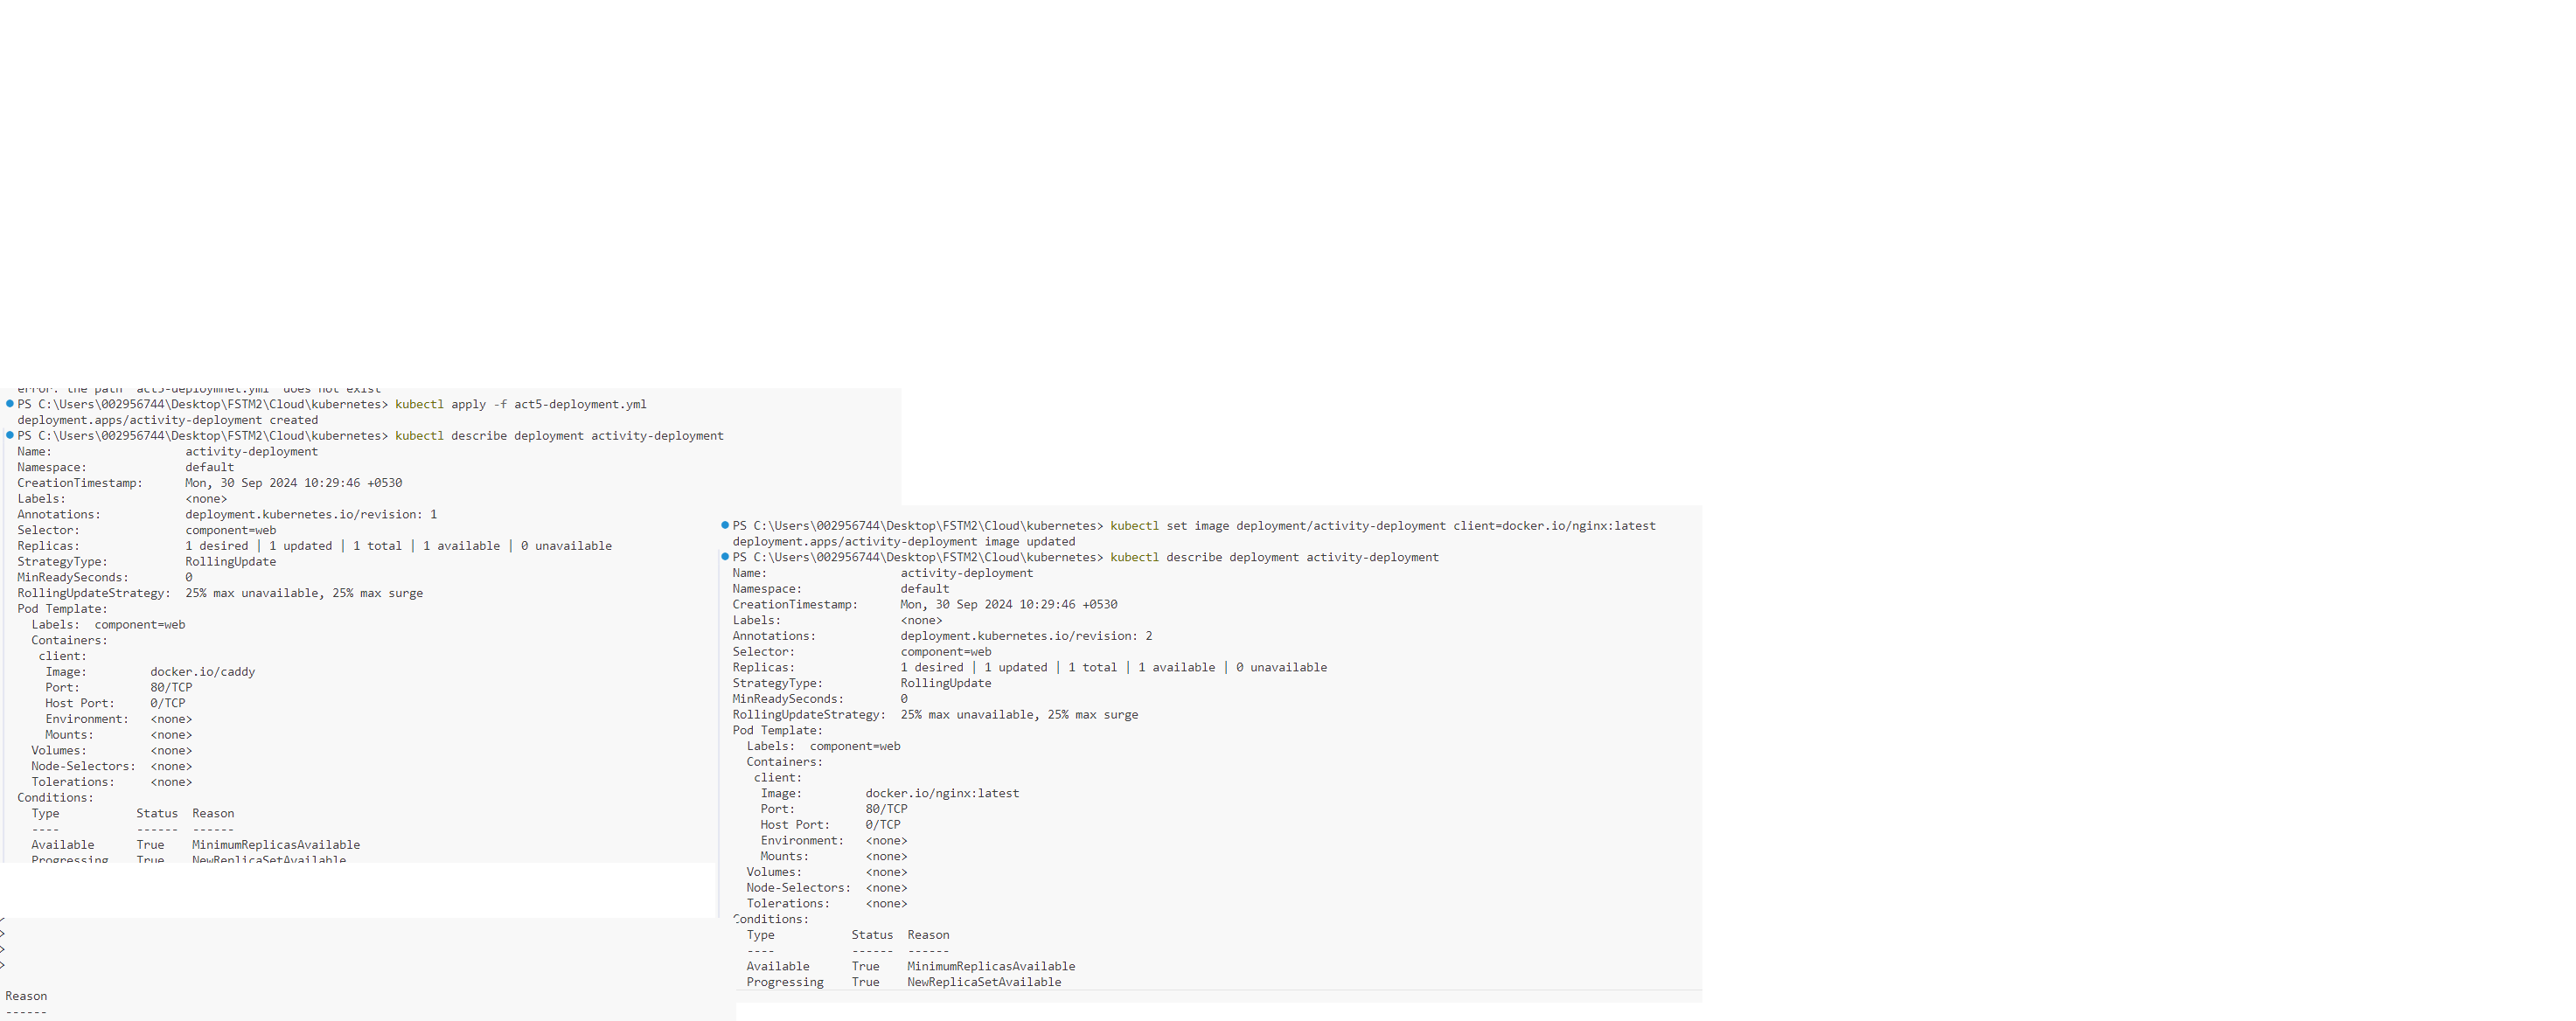 error: the path "act5-deploymnet.yml" does not exist
PS C:\Users\002956744\Desktop\FSTM2\Cloud\kubernetes> kubectl apply -f act5-deployment.yml
deployment.apps/activity-deployment created
PS C:\Users\002956744\Desktop\FSTM2\Cloud\kubernetes> kubectl describe deployment activity-deployment
Name:                   activity-deployment
Namespace:              default
CreationTimestamp:      Mon, 30 Sep 2024 10:29:46 +0530
Labels:                 <none>
Annotations:            deployment.kubernetes.io/revision: 1
Selector:               component=web
Replicas:               1 desired | 1 updated | 1 total | 1 available | 0 unavailable
StrategyType:           RollingUpdate
MinReadySeconds:        0
RollingUpdateStrategy:  25% max unavailable, 25% max surge
Pod Template:
  Labels:  component=web
  Containers:
   client:
    Image:         docker.io/caddy
    Port:          80/TCP
    Host Port:     0/TCP
    Environment:   <none>
    Mounts:        <none>
  Volumes:         <none>
  Node-Selectors:  <none>
  Tolerations:     <none>
Conditions:
  Type           Status  Reason
  ----           ------  ------
  Available      True    MinimumReplicasAvailable
  Progressing    True    NewReplicaSetAvailable
>
>
>
Reason
------
PS C:\Users\002956744\Desktop\FSTM2\Cloud\kubernetes> kubectl set image deployment/activity-deployment client=docker.io/nginx:latest
deployment.apps/activity-deployment image updated
PS C:\Users\002956744\Desktop\FSTM2\Cloud\kubernetes> kubectl describe deployment activity-deployment
Name:                   activity-deployment
Namespace:              default
CreationTimestamp:      Mon, 30 Sep 2024 10:29:46 +0530
Labels:                 <none>
Annotations:            deployment.kubernetes.io/revision: 2
Selector:               component=web
Replicas:               1 desired | 1 updated | 1 total | 1 available | 0 unavailable
StrategyType:           RollingUpdate
MinReadySeconds:        0
RollingUpdateStrategy:  25% max unavailable, 25% max surge
Pod Template:
  Labels:  component=web
  Containers:
   client:
    Image:         docker.io/nginx:latest
    Port:          80/TCP
    Host Port:     0/TCP
    Environment:   <none>
    Mounts:        <none>
  Volumes:         <none>
  Node-Selectors:  <none>
  Tolerations:     <none>
Conditions:
  Type           Status  Reason
  ----           ------  ------
  Available      True    MinimumReplicasAvailable
  Progressing    True    NewReplicaSetAvailable